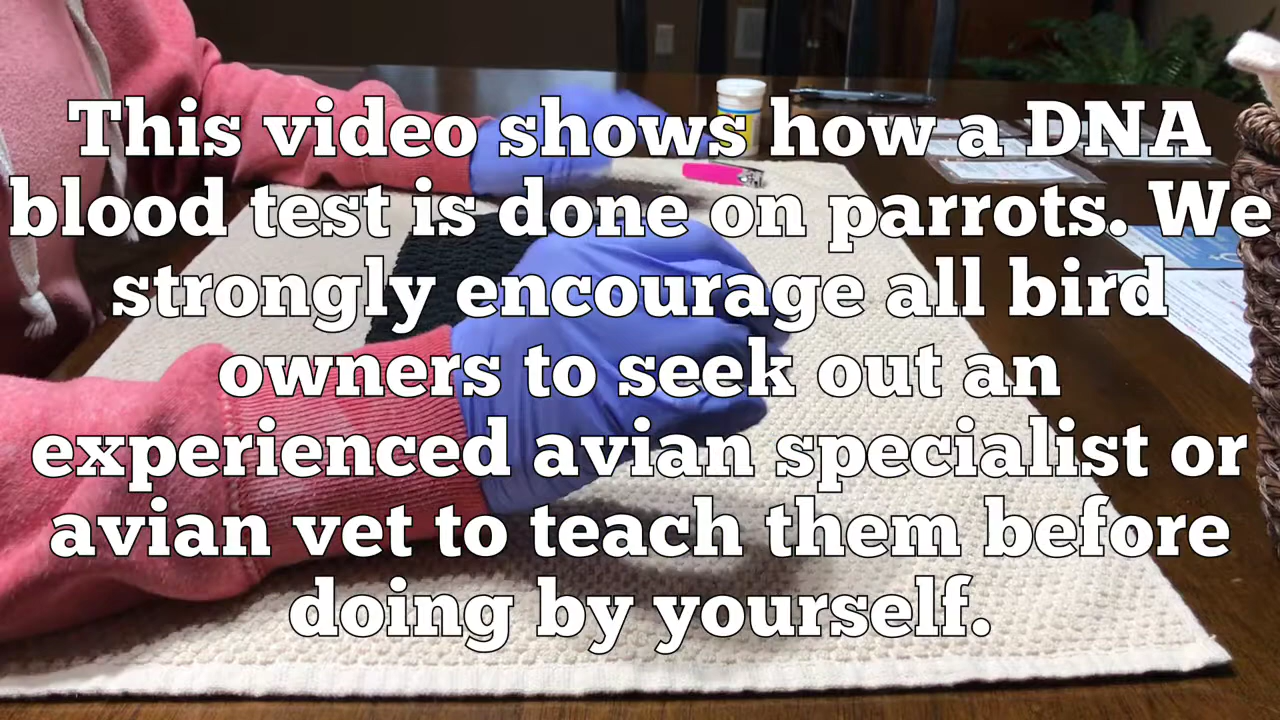 This video shows how a DNA
blood test is done on parrots. We
strongly encourage all bird
owners to seek out an
experienced avian specialist or
avian vet to teach them before
doing by yourself.